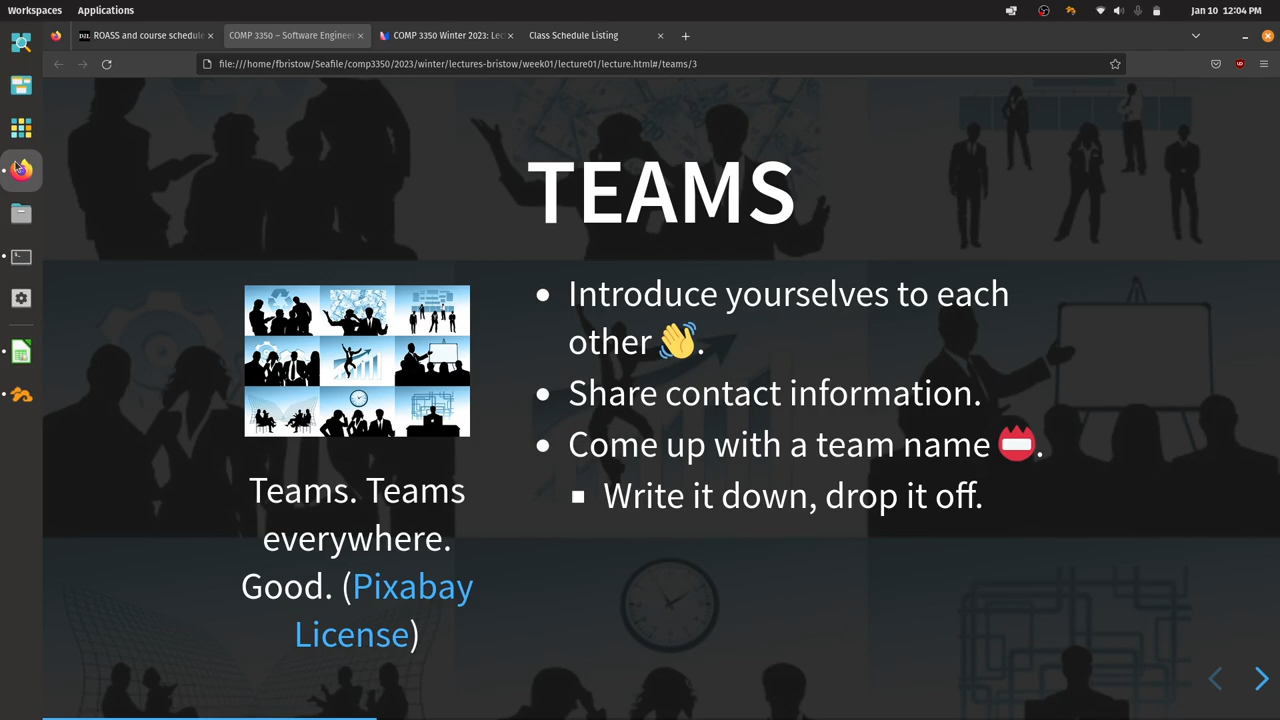 Workspaces Applications Jan 10 12:04 PM
ROASS and course schedule COMP 3350 – Software Enginee COMP 3350 Winter 2023: Lec Class Schedule Listing
file:///home/fbristow/Seafile/comp3350/2023/winter/lectures-bristow/week01/lecture01/lecture.html#/teams/3
TEAMS
Teams. Teams
everywhere.
Good. (Pixabay
License)
• Introduce yourselves to each
other 👋.
• Share contact information.
• Come up with a team name 📛.
▪ Write it down, drop it off.